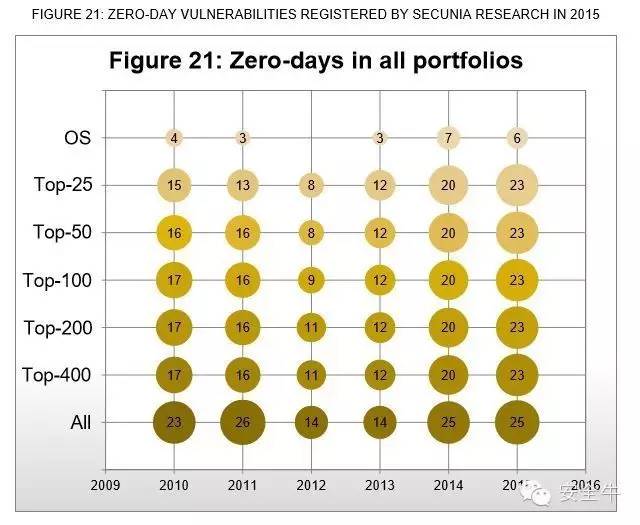 FIGURE 21: ZERO-DAY VULNERABILITIES REGISTERED BY SECUNIA RESEARCH IN 2015
Figure 21: Zero-days in all portfolios
OS 4 3 3 7 6
Top-25 15 13 8 12 20 23
Top-50 16 16 8 12 20 23
Top-100 17 16 9 12 20 23
Top-200 17 16 11 12 20 23
Top-400 17 16 11 12 20 23
All 23 26 14 14 25 25
2009 2010 2011 2012 2013 2014 2015 2016
安全牛